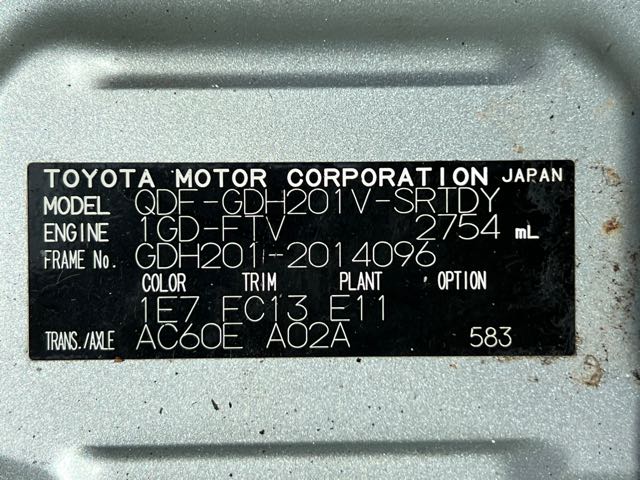 TOYOTA MOTOR CORPORATION JAPAN
MODEL QDF-GDH201V-SRTDY
ENGINE 1GD-FTV 2754 mL
FRAME No. GDH201-2014096
COLOR TRIM PLANT OPTION
1E7 FC13 E11
TRANS./AXLE AC60E A02A 583